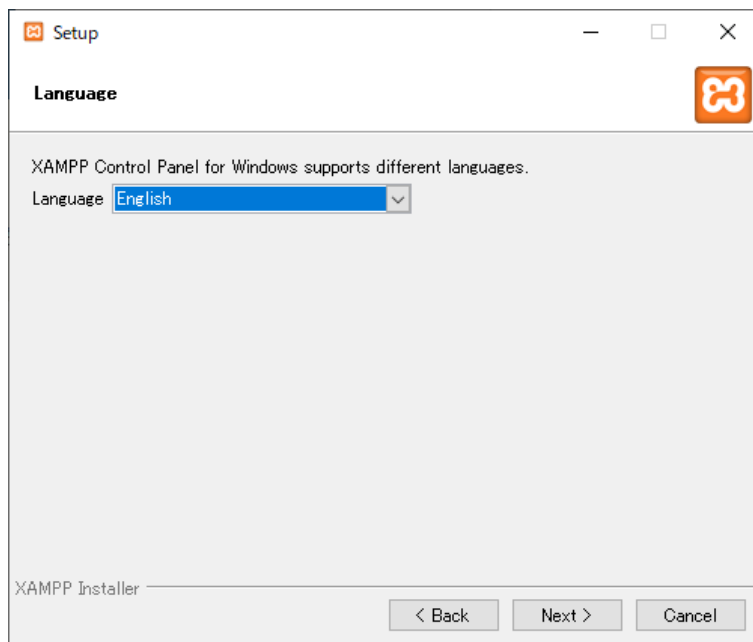 Setup
Language
XAMPP Control Panel for Windows supports different languages.
Language English
XAMPP Installer
< Back Next > Cancel